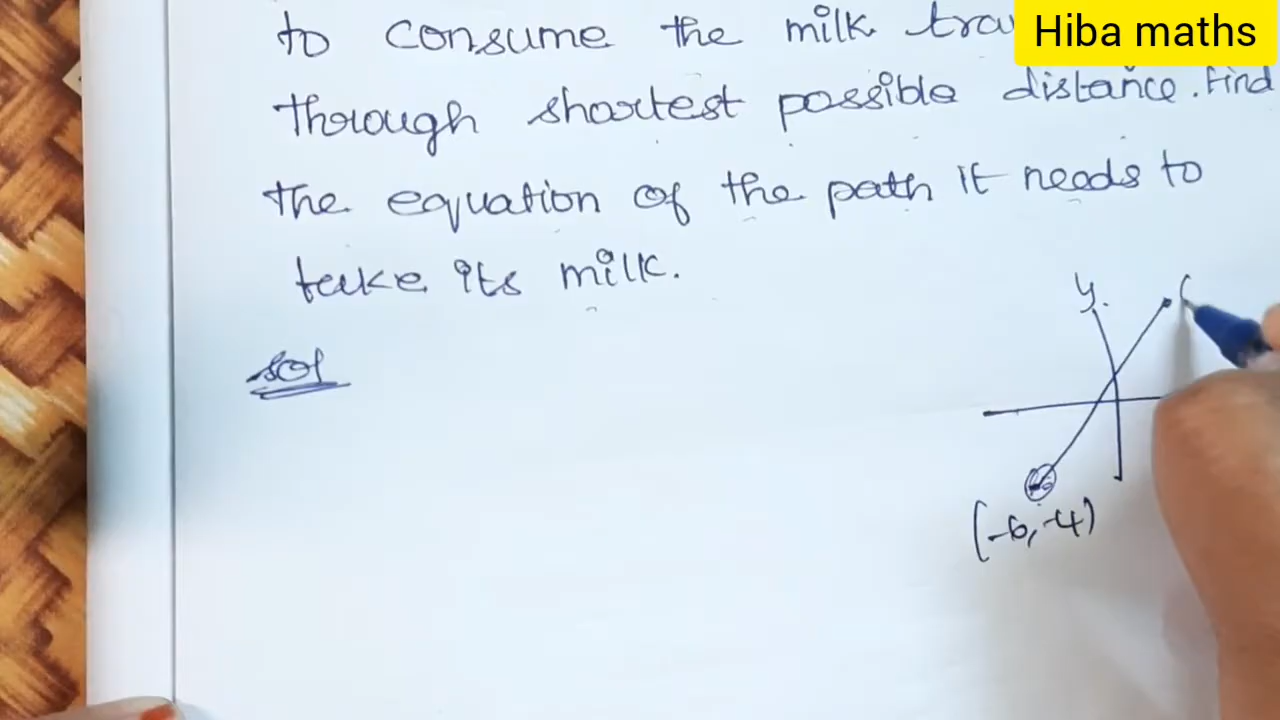 to consume the milk
Hiba maths
through shortest possible distance. Find
the equation of the path it needs to
take its milk.
Sol
y.
(
(-6,-4)